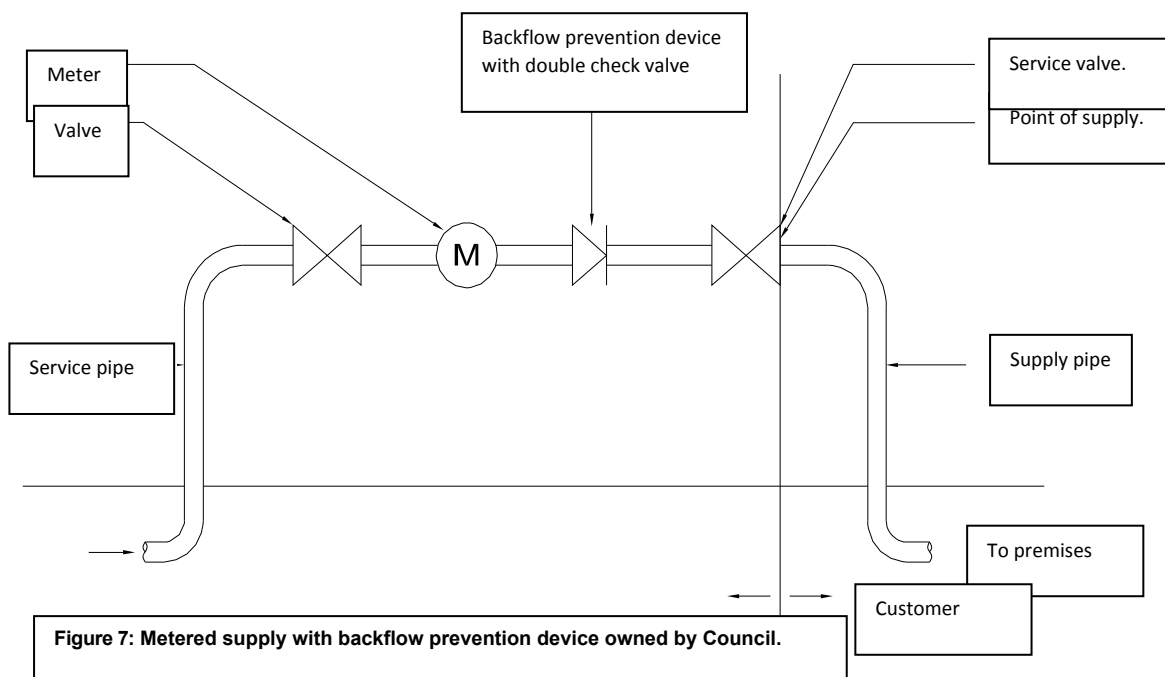 Backflow prevention device
with double check valve
Meter
Service valve.
Valve
Point of supply.
M
Service pipe
Supply pipe
To premises
Customer
Figure 7: Metered supply with backflow prevention device owned by Council.